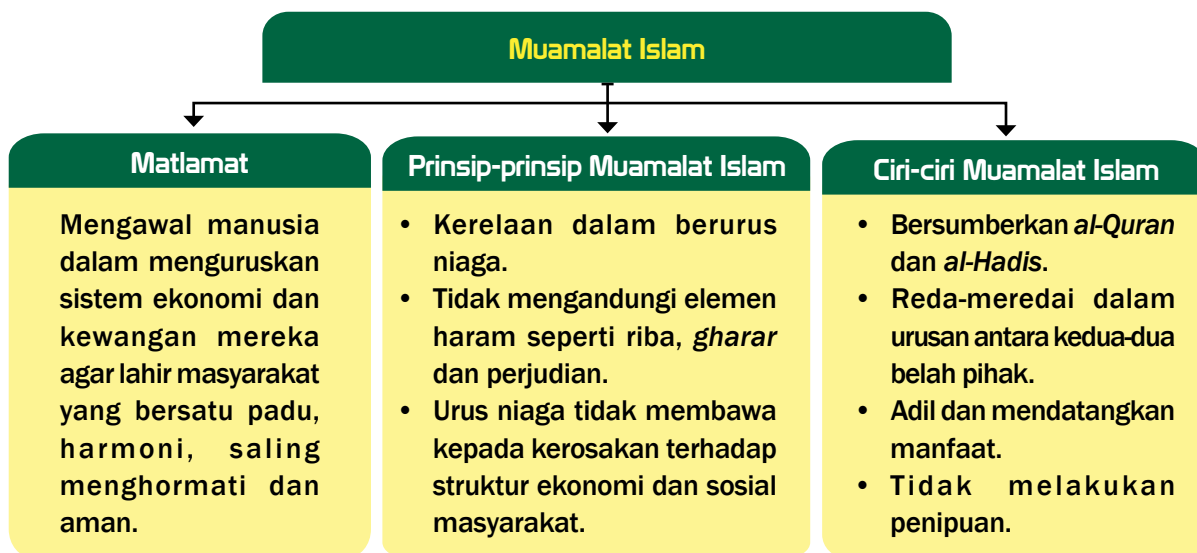 Muamalat Islam
Matlamat
Mengawal manusia
dalam menguruskan
sistem ekonomi dan
kewangan mereka
agar lahir masyarakat
yang bersatu padu,
harmoni, saling
menghormati dan
aman.
Prinsip-prinsip Muamalat Islam
• Kerelaan dalam berurus
niaga.
• Tidak mengandungi elemen
haram seperti riba, gharar
dan perjudian.
• Urus niaga tidak membawa
kepada kerosakan terhadap
struktur ekonomi dan sosial
masyarakat.
Ciri-ciri Muamalat Islam
• Bersumberkan al-Quran
dan al-Hadis.
• Reda-meredai dalam
urusan antara kedua-dua
belah pihak.
• Adil dan mendatangkan
manfaat.
• Tidak melakukan
penipuan.